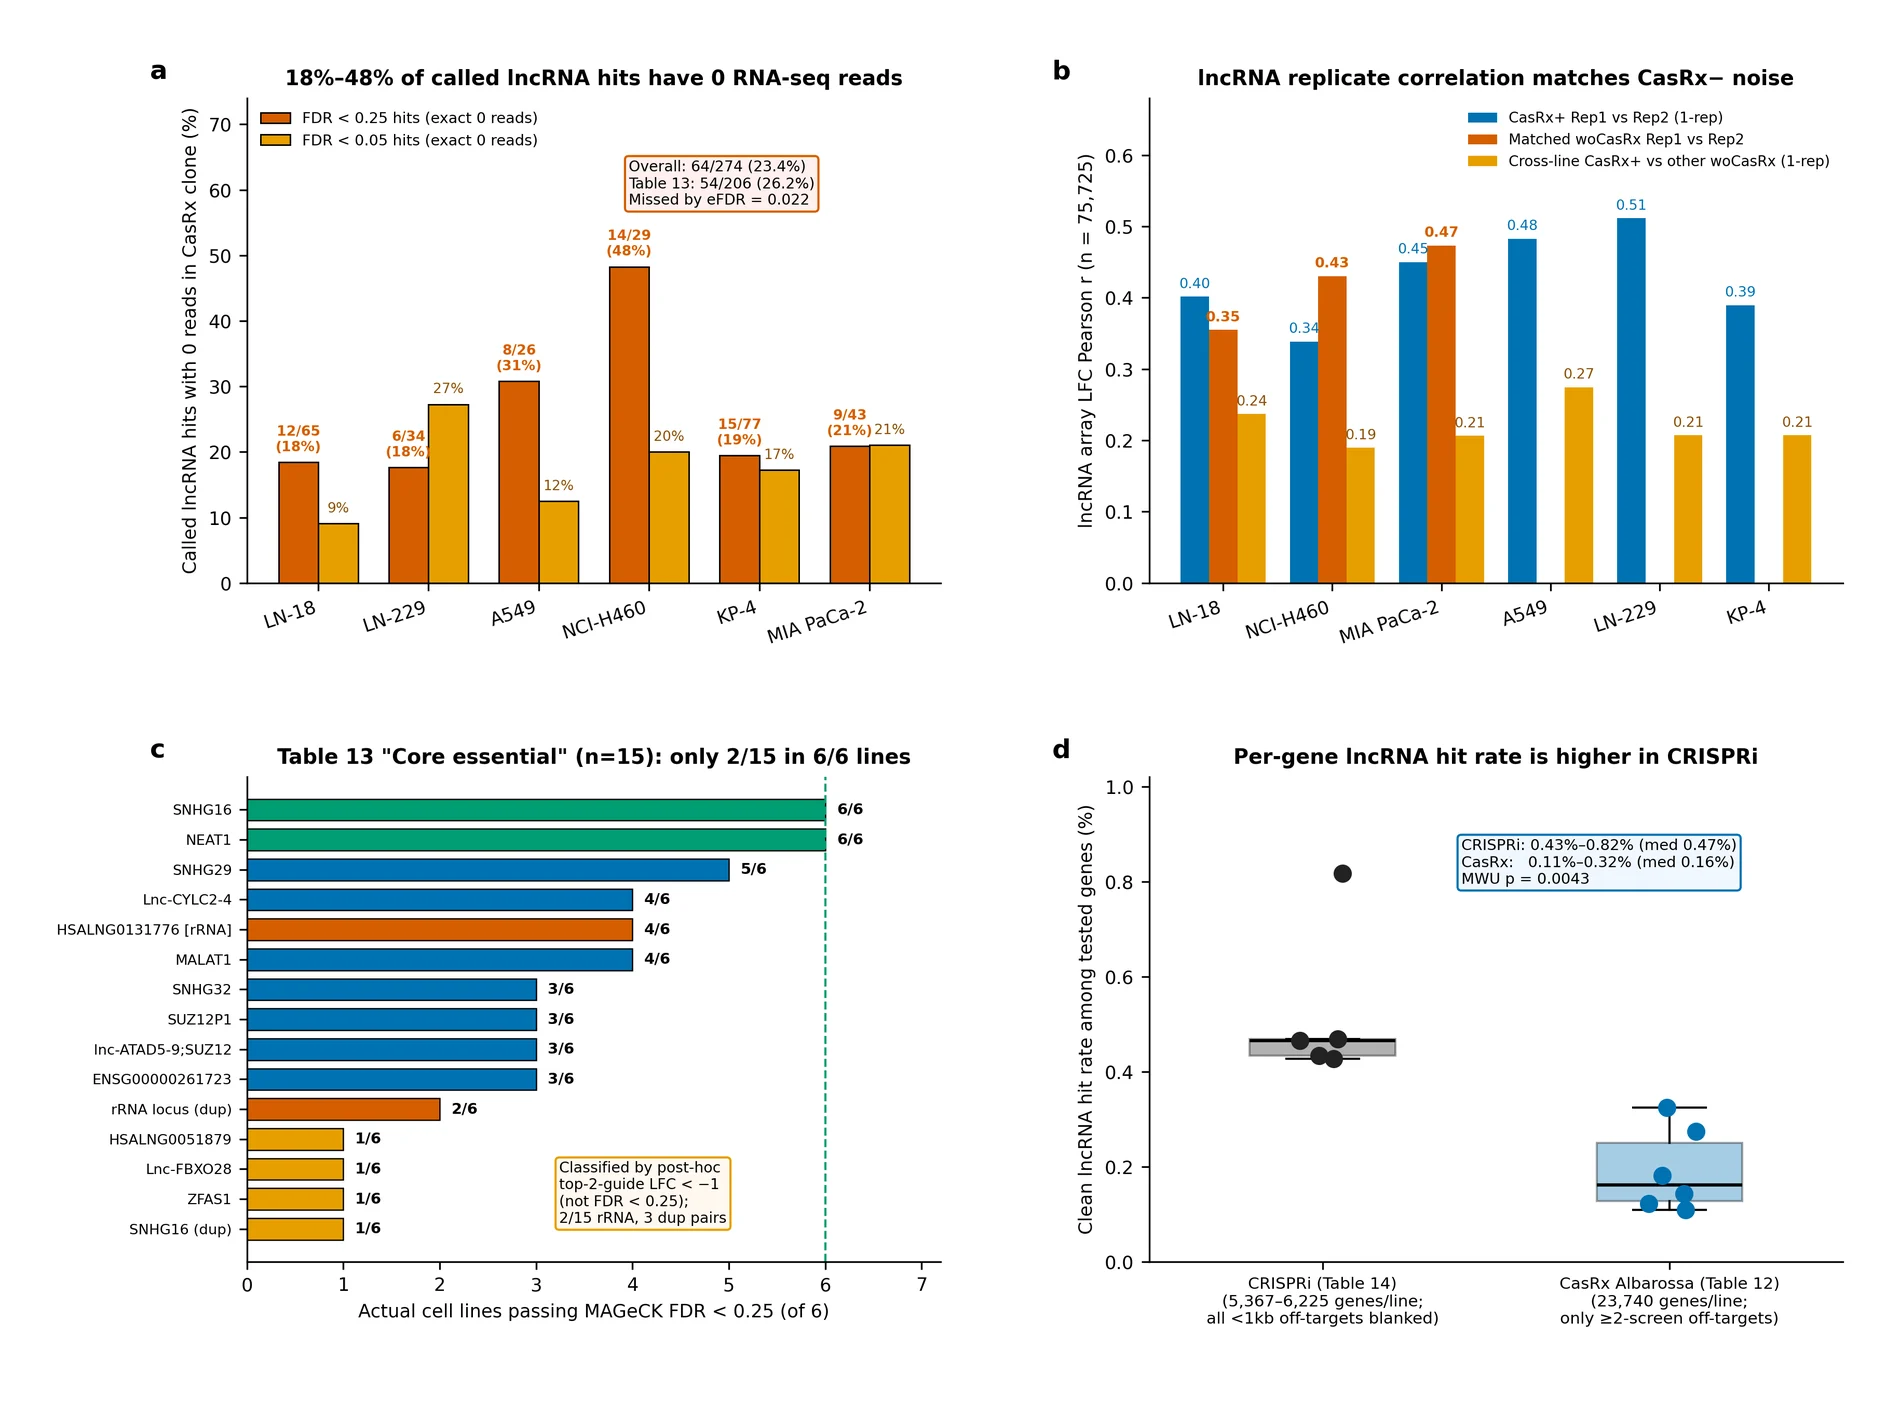 a
18%–48% of called lncRNA hits have 0 RNA-seq reads
Called lncRNA hits with 0 reads in CasRx clone (%)
70
60
50
40
30
20
10
0
FDR < 0.25 hits (exact 0 reads)
FDR < 0.05 hits (exact 0 reads)
Overall: 64/274 (23.4%)
Table 13: 54/206 (26.2%)
Missed by eFDR = 0.022
12/65
(18%)
9%
6/34
(18%)
27%
8/26
(31%)
12%
14/29
(48%)
20%
15/77
(19%)
17%
9/43
(21%)
21%
LN-18
LN-229
A549
NCI-H460
KP-4
MIA PaCa-2
b
lncRNA replicate correlation matches CasRx− noise
lncRNA array LFC Pearson r (n = 75,725)
0.6
0.5
0.4
0.3
0.2
0.1
0.0
CasRx+ Rep1 vs Rep2 (1-rep)
Matched woCasRx Rep1 vs Rep2
Cross-line CasRx+ vs other woCasRx (1-rep)
0.40
0.35
0.24
0.34
0.43
0.19
0.45
0.47
0.21
0.48
0.27
0.51
0.21
0.39
0.21
LN-18
NCI-H460
MIA PaCa-2
A549
LN-229
KP-4
c
Table 13 "Core essential" (n=15): only 2/15 in 6/6 lines
SNHG16
6/6
NEAT1
6/6
SNHG29
5/6
Lnc-CYLC2-4
4/6
HSALNG0131776 [rRNA]
4/6
MALAT1
4/6
SNHG32
3/6
SUZ12P1
3/6
lnc-ATAD5-9;SUZ12
3/6
ENSG00000261723
3/6
rRNA locus (dup)
2/6
HSALNG0051879
1/6
Lnc-FBXO28
1/6
ZFAS1
1/6
SNHG16 (dup)
1/6
Classified by post-hoc
top-2-guide LFC < −1
(not FDR < 0.25);
2/15 rRNA, 3 dup pairs
0
1
2
3
4
5
6
7
Actual cell lines passing MAGeCK FDR < 0.25 (of 6)
d
Per-gene lncRNA hit rate is higher in CRISPRi
Clean lncRNA hit rate among tested genes (%)
1.0
0.8
0.6
0.4
0.2
0.0
CRISPRi: 0.43%–0.82% (med 0.47%)
CasRx: 0.11%–0.32% (med 0.16%)
MWU p = 0.0043
CRISPRi (Table 14)
(5,367–6,225 genes/line;
all <1kb off-targets blanked)
CasRx Albarossa (Table 12)
(23,740 genes/line;
only ≥2-screen off-targets)